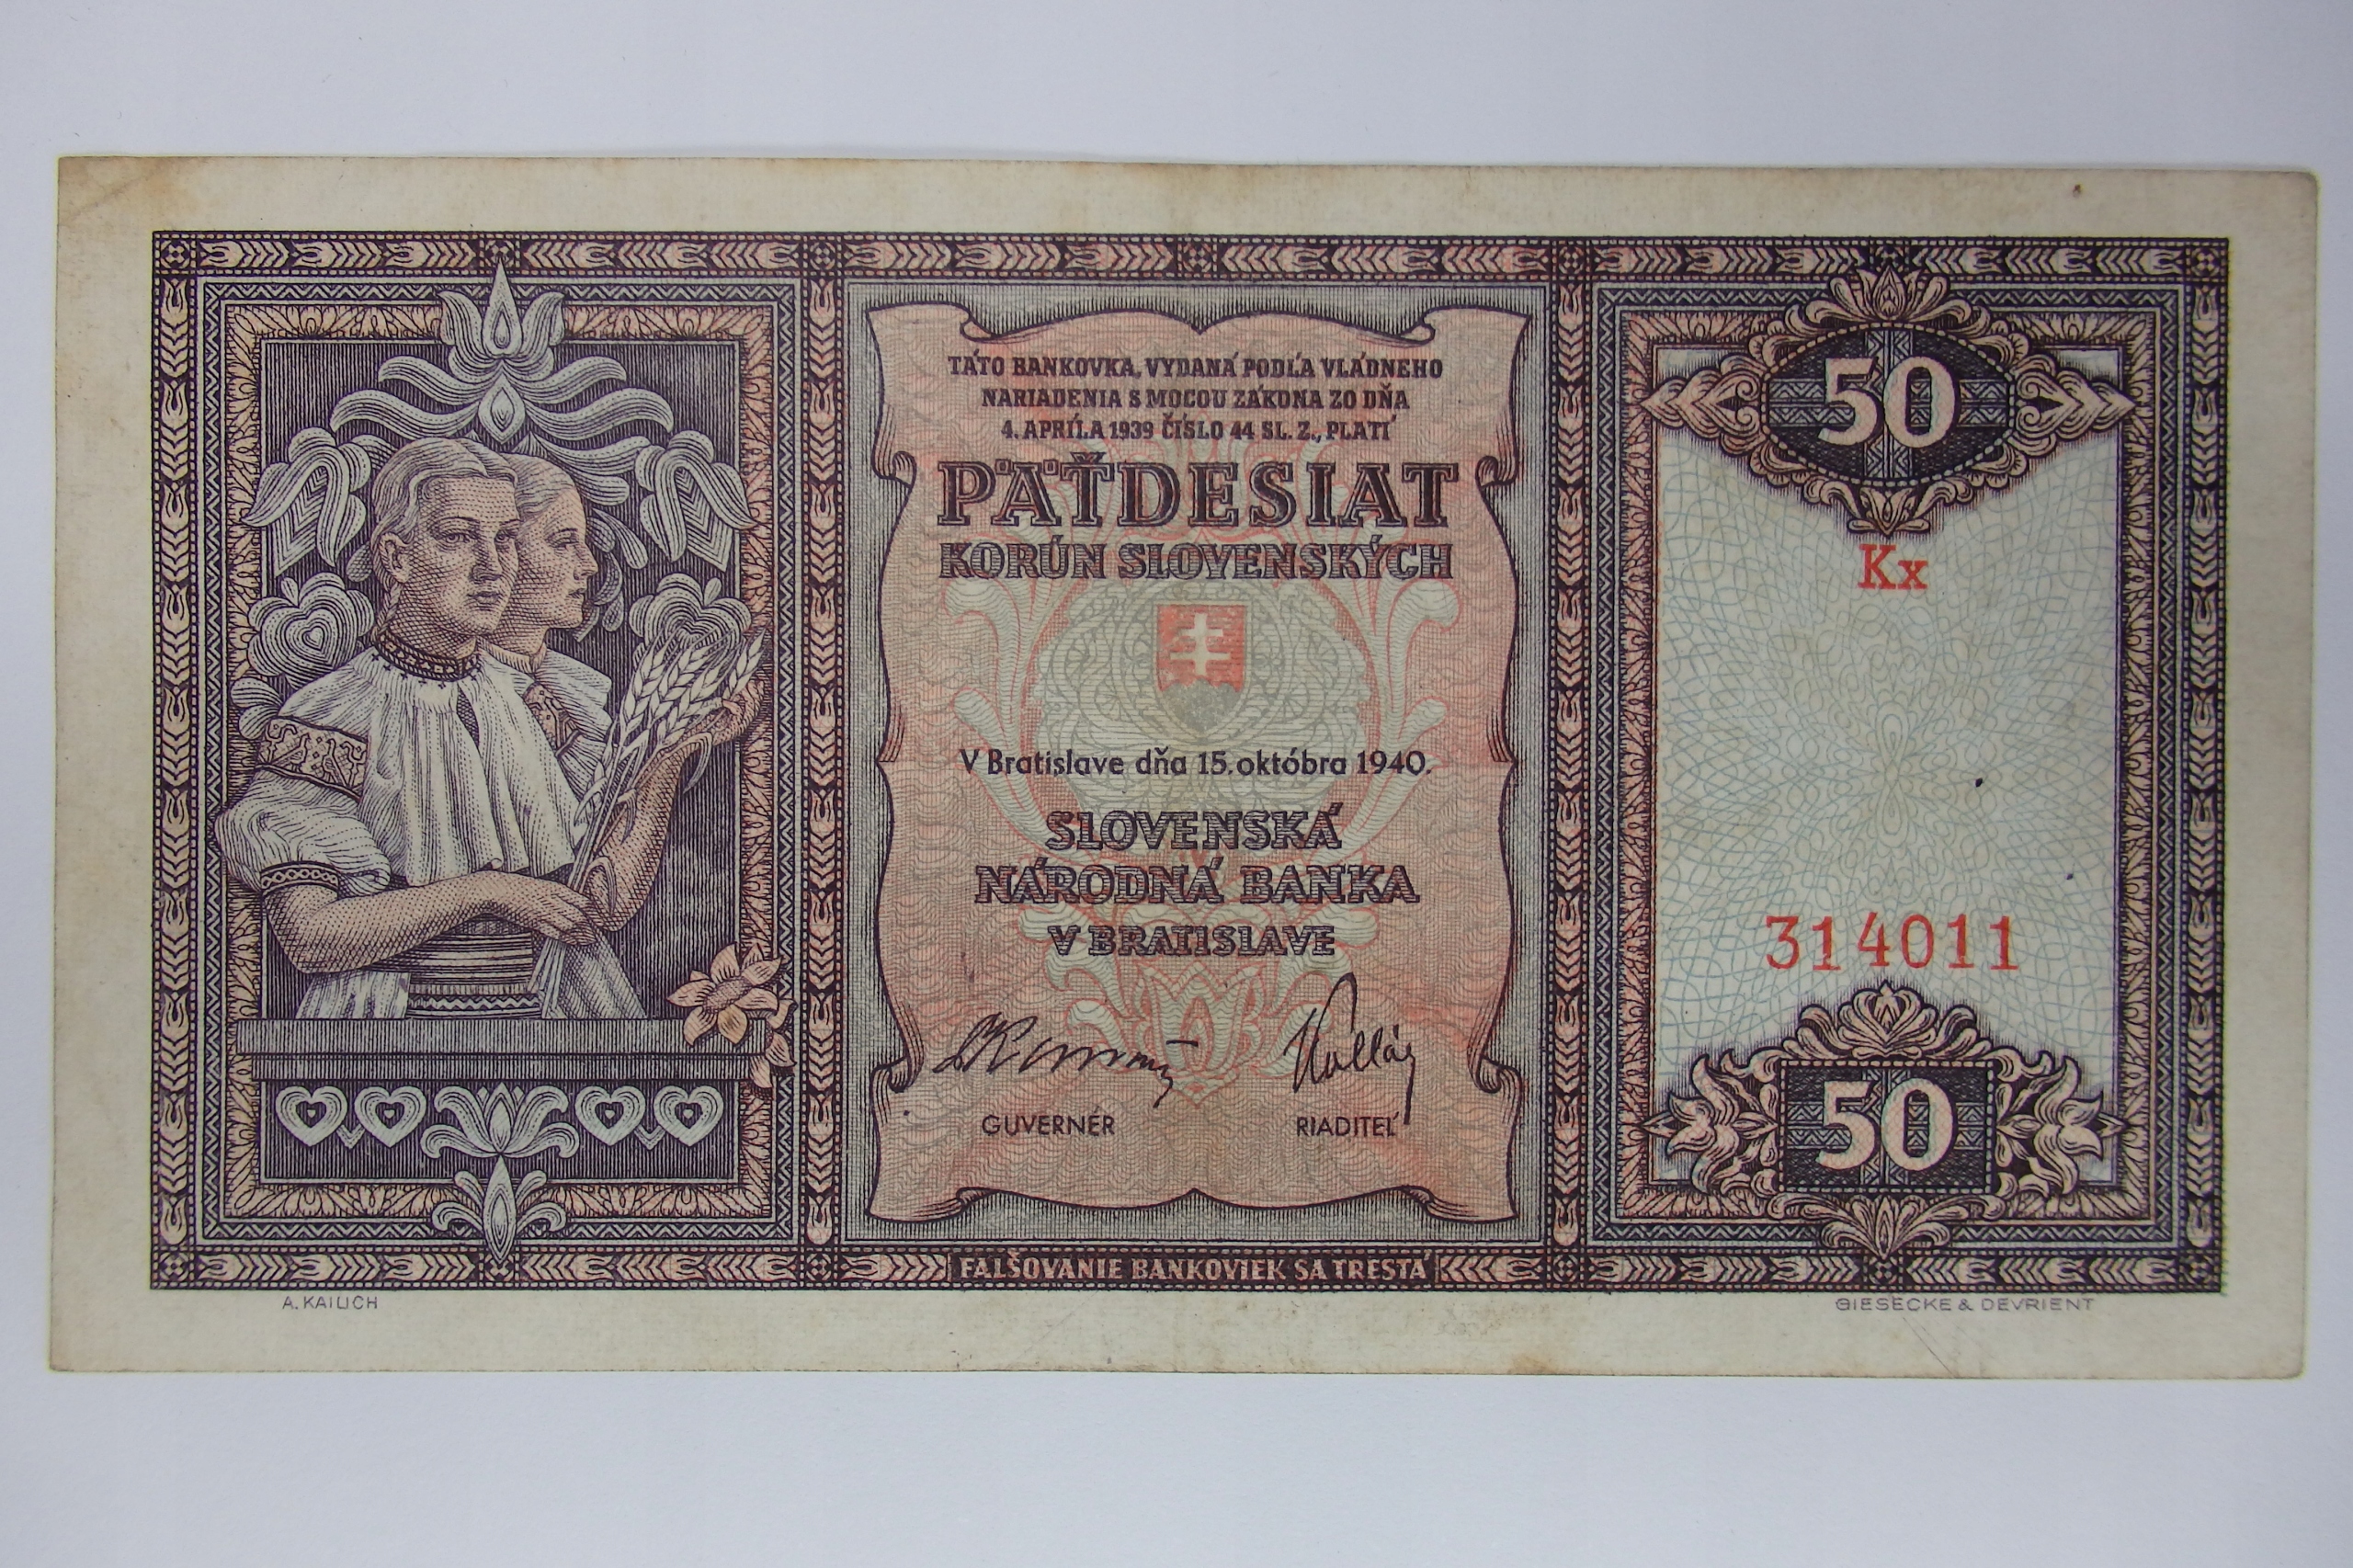 TÁTO BANKOVKA, VYDANÁ PODĽA VLÁDNEHO
NARIADENIA S MOCOU ZÁKONA ZO DŇA
4. APRÍLA 1939 ČÍSLO 44 SL. Z., PLATÍ
PÄŤDESIAT
KORÚN SLOVENSKÝCH
V Bratislave dňa 15. októbra 1940.
SLOVENSKÁ
NÁRODNÁ BANKA
V BRATISLAVE
GUVERNÉR
RIADITEĽ
FALŠOVANIE BANKOVIEK SA TRESTÁ
50
Kx
314011
50
A. KAILICH
GIESECKE & DEVRIENT